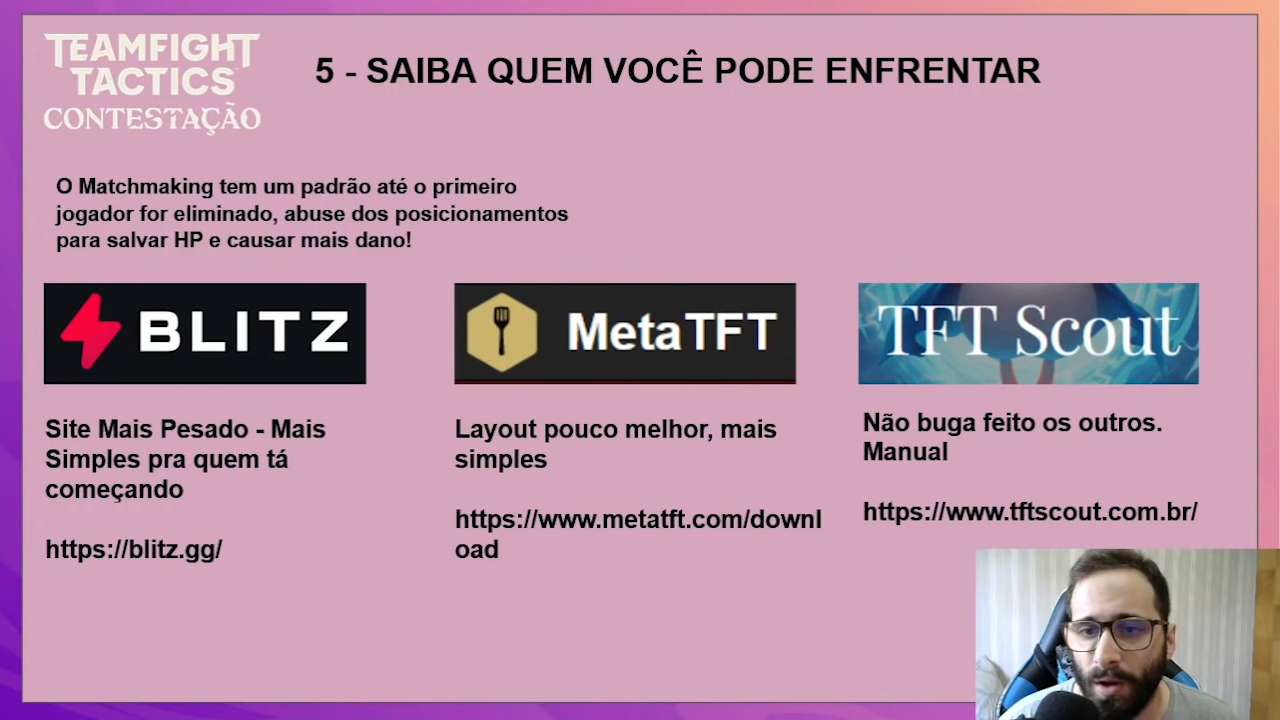 TEAMFIGHT
TACTICS
CONTESTAÇÃO
5 - SAIBA QUEM VOCÊ PODE ENFRENTAR
O Matchmaking tem um padrão até o primeiro
jogador for eliminado, abuse dos posicionamentos
para salvar HP e causar mais dano!
BLITZ
MetaTFT
TFT Scout
Site Mais Pesado - Mais
Simples pra quem tá
começando
https://blitz.gg/
Layout pouco melhor, mais
simples
https://www.metatft.com/downl
oad
Não buga feito os outros.
Manual
https://www.tftscout.com.br/